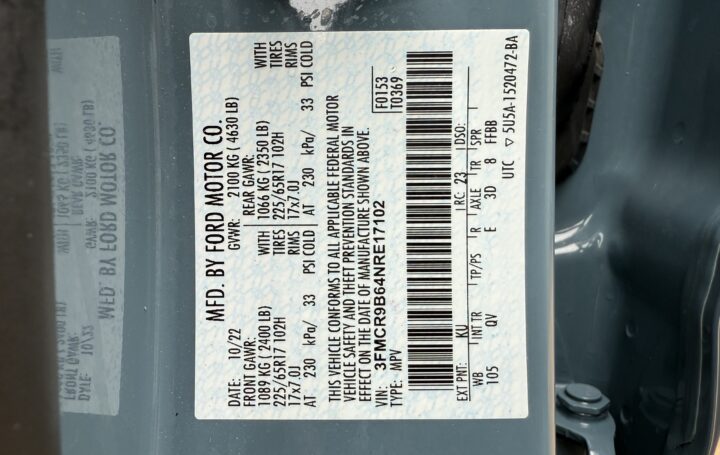 MFD. BY FORD MOTOR CO.
10/22 GVWR: 2100 KG ( 4630 LB)
FRONT GAWR: REAR GAWR: WITH
1089 KG ( 2400 LB) WITH 1066 KG ( 2350 LB) TIRES
225/65R17 102H TIRES 225/65R17 102H RIMS
17x7.0J RIMS 17x7.0J
AT 230 kPa/ 33 PSI COLD AT 230 kPa/ 33 PSI COLD
THIS VEHICLE CONFORMS TO ALL APPLICABLE FEDERAL MOTOR
VEHICLE SAFETY AND THEFT PREVENTION STANDARDS IN
EFFECT ON THE DATE OF MANUFACTURE SHOWN ABOVE.
F0153
T0369
VIN: 3FMCR9B64NRE17102
TYPE: MPV
EXT PNT: KU RC: 23 DSO:
WB INT TR TP/PS R AXLE TR SPR
105 QV E 3D 8 FFBB
UTC ▽ 5U5A-1520472-BA